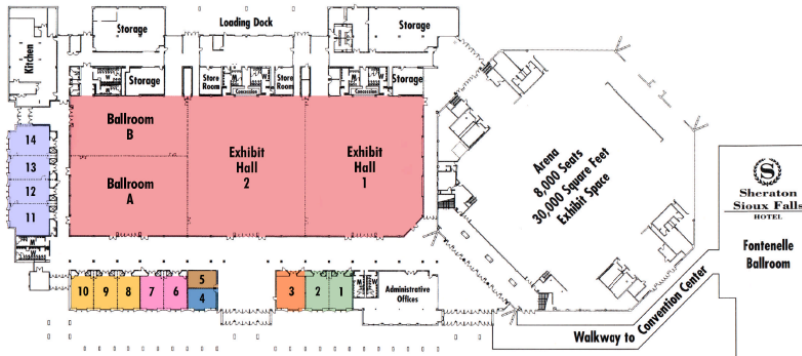 Loading Dock
Storage
Storage
Kitchen
Storage
Store
Room
Store
Room
Storage
M
W
Concession
M
W
Concession
Ballroom
B
Ballroom
A
Exhibit
Hall
2
Exhibit
Hall
1
14
13
12
11
Arena
8,000 Seats
30,000 Square Feet
Exhibit Space
S
Sheraton
Sioux Falls
HOTEL
Fontenelle
Ballroom
10
9
8
7
6
5
4
3
2
1
Administrative
Offices
Walkway to Convention Center